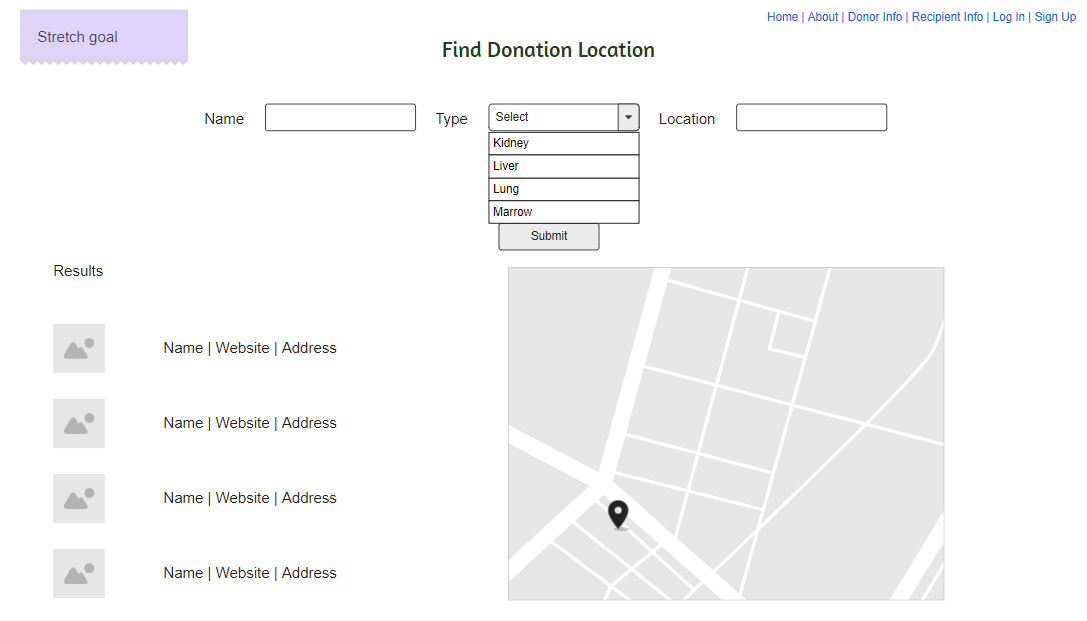 Home | About | Donor Info | Recipient Info | Log In | Sign Up
Stretch goal
Find Donation Location
Name Type Select Location
Kidney
Liver
Lung
Marrow
Submit
Results
Name | Website | Address
Name | Website | Address
Name | Website | Address
Name | Website | Address